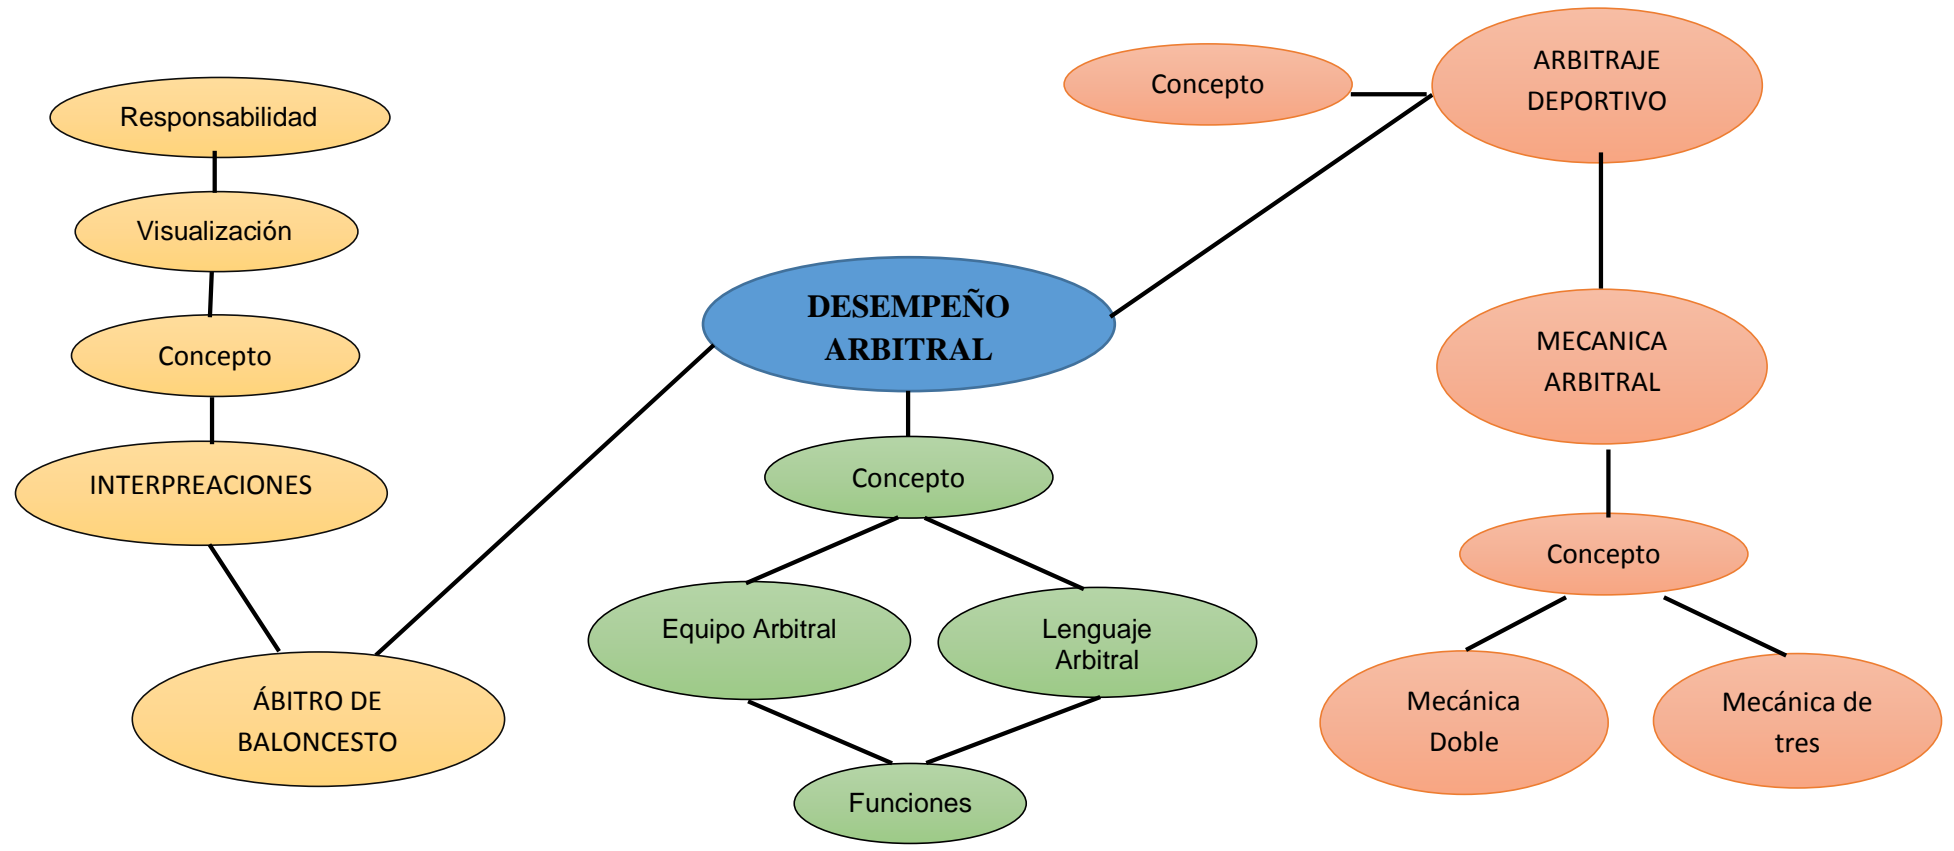 Responsabilidad
Visualización
Concepto
INTERPREACIONES
ÁBITRO DE
BALONCESTO
DESEMPEÑO
ARBITRAL
Concepto
Equipo Arbitral
Lenguaje
Arbitral
Funciones
Concepto
ARBITRAJE
DEPORTIVO
MECANICA
ARBITRAL
Concepto
Mecánica
Doble
Mecánica de
tres